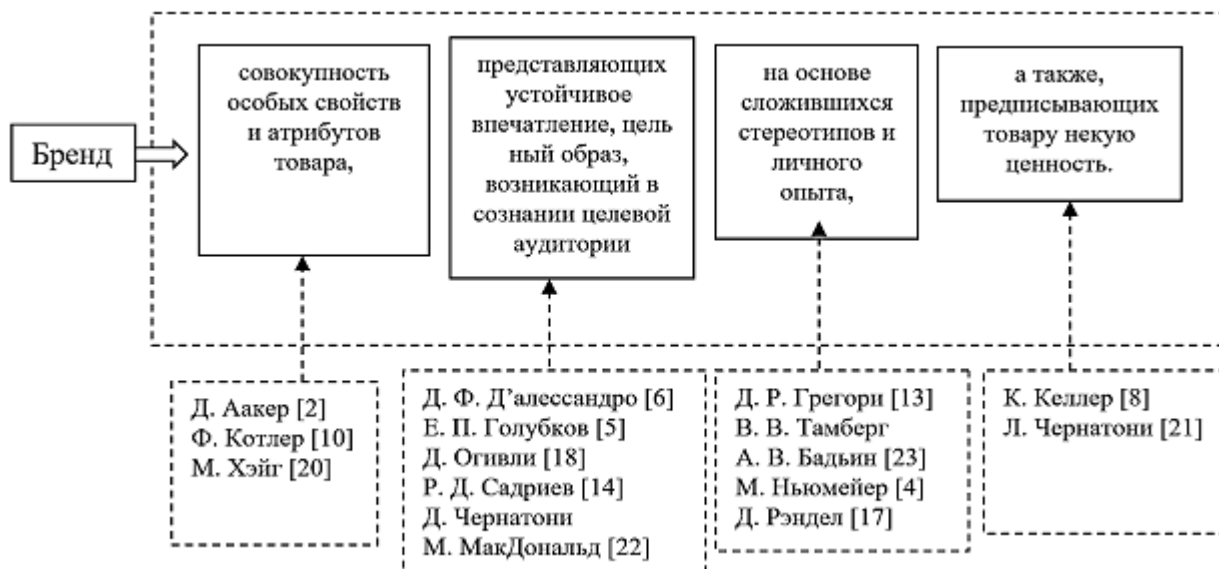 Бренд
совокупность
особых свойств
и атрибутов
товара,
представляющих
устойчивое
впечатление, цель
ный образ,
возникающий в
сознании целевой
аудитории
на основе
сложившихся
стереотипов и
личного
опыта,
а также,
предписывающих
товару некую
ценность.
Д. Аакер [2]
Ф. Котлер [10]
М. Хэйг [20]
Д. Ф. Д’алессандро [6]
Е. П. Голубков [5]
Д. Огивли [18]
Р. Д. Садриев [14]
Д. Чернатони
М. МакДональд [22]
Д. Р. Грегори [13]
В. В. Тамберг
А. В. Бадьин [23]
М. Ньюмейер [4]
Д. Рэндел [17]
К. Келлер [8]
Л. Чернатони [21]